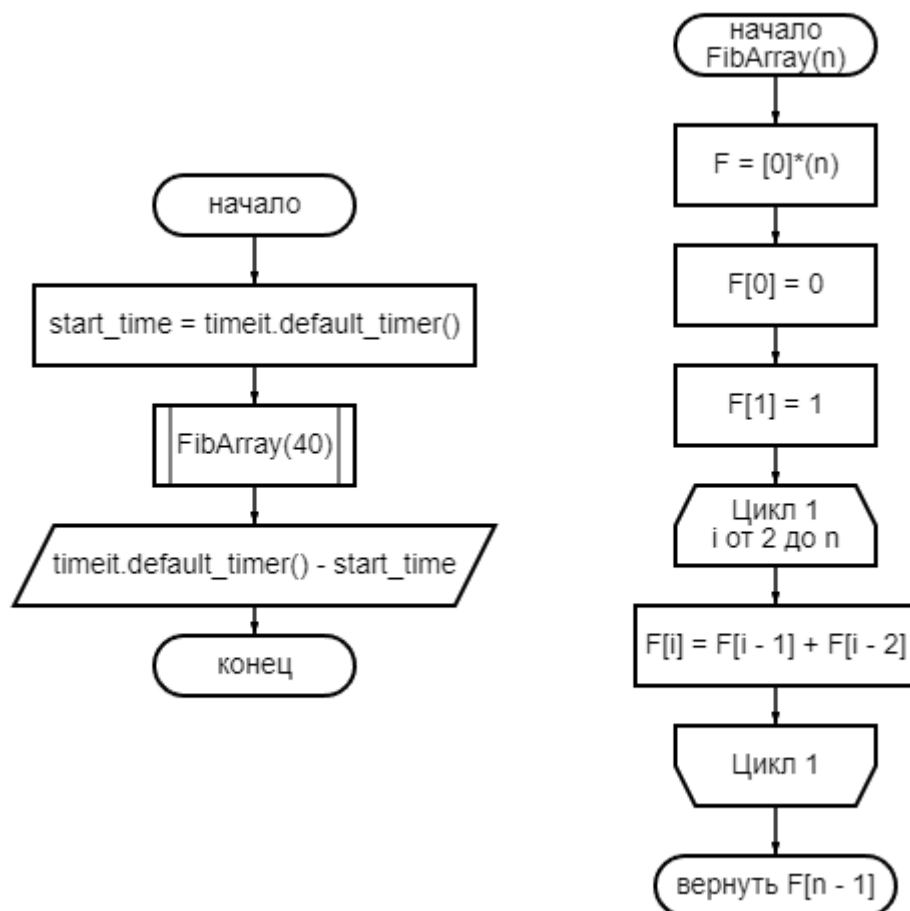 начало
start_time = timeit.default_timer()
FibArray(40)
timeit.default_timer() - start_time
конец
начало
FibArray(n)
F = [0]*(n)
F[0] = 0
F[1] = 1
Цикл 1
i от 2 до n
F[i] = F[i - 1] + F[i - 2]
Цикл 1
вернуть F[n - 1]